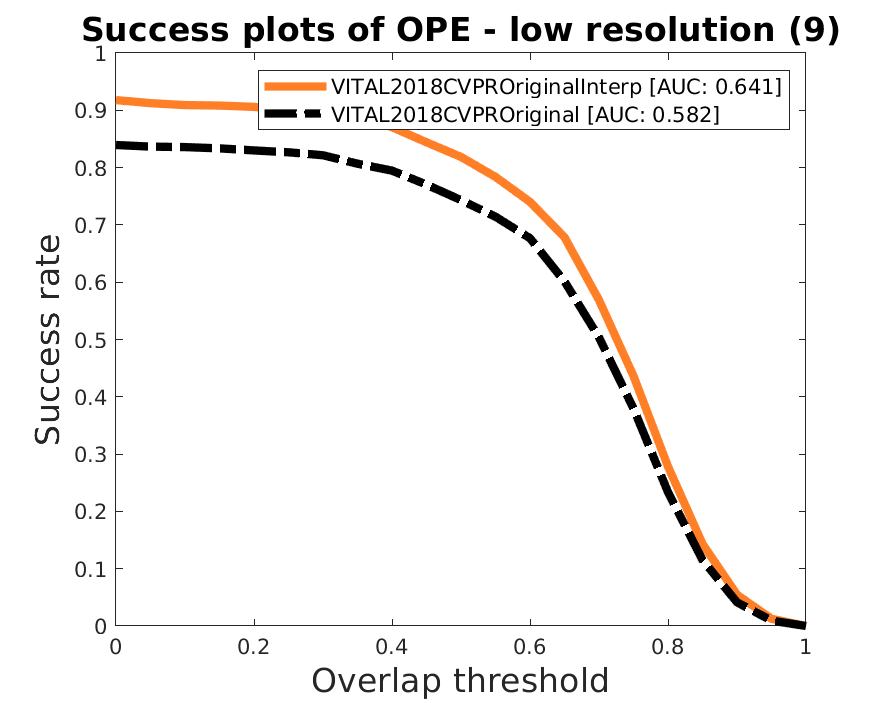 Success plots of OPE - low resolution (9)
VITAL2018CVPROriginalInterp [AUC: 0.641]
VITAL2018CVPROriginal [AUC: 0.582]
1
0.9
0.8
0.7
0.6
0.5
0.4
0.3
0.2
0.1
0
Success rate
0 0.2 0.4 0.6 0.8 1
Overlap threshold